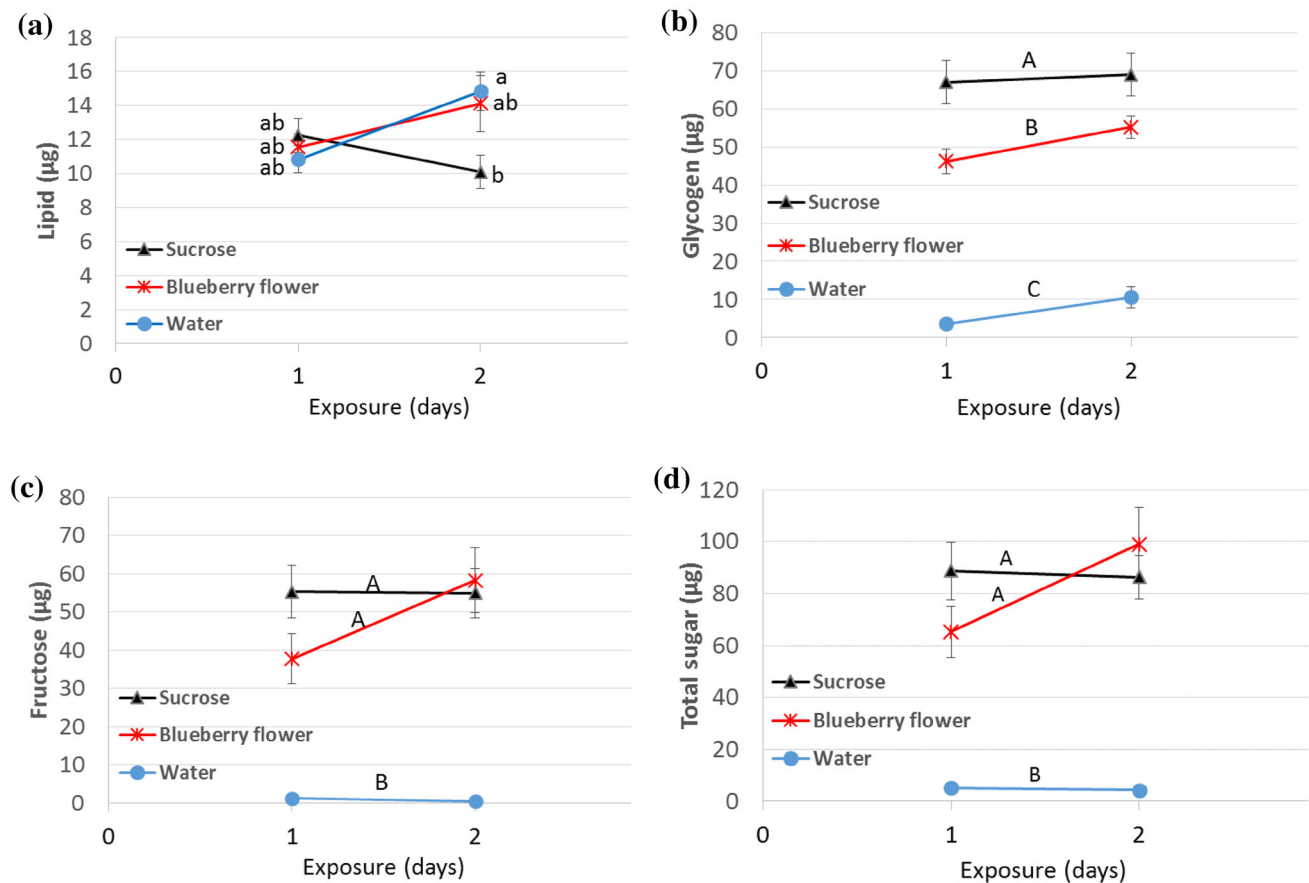 (a)
18
16
14
12
10
8
6
4
2
0
Lipid (µg)
ab
ab
ab
a
ab
b
Sucrose
Blueberry flower
Water
0 1 2
Exposure (days)
(b)
80
70
60
50
40
30
20
10
0
Glycogen (µg)
A
B
C
Sucrose
Blueberry flower
Water
0 1 2
Exposure (days)
(c)
80
70
60
50
40
30
20
10
0
Fructose (µg)
A
A
B
Sucrose
Blueberry flower
Water
0 1 2
Exposure (days)
(d)
120
100
80
60
40
20
0
Total sugar (µg)
A
A
B
Sucrose
Blueberry flower
Water
0 1 2
Exposure (days)